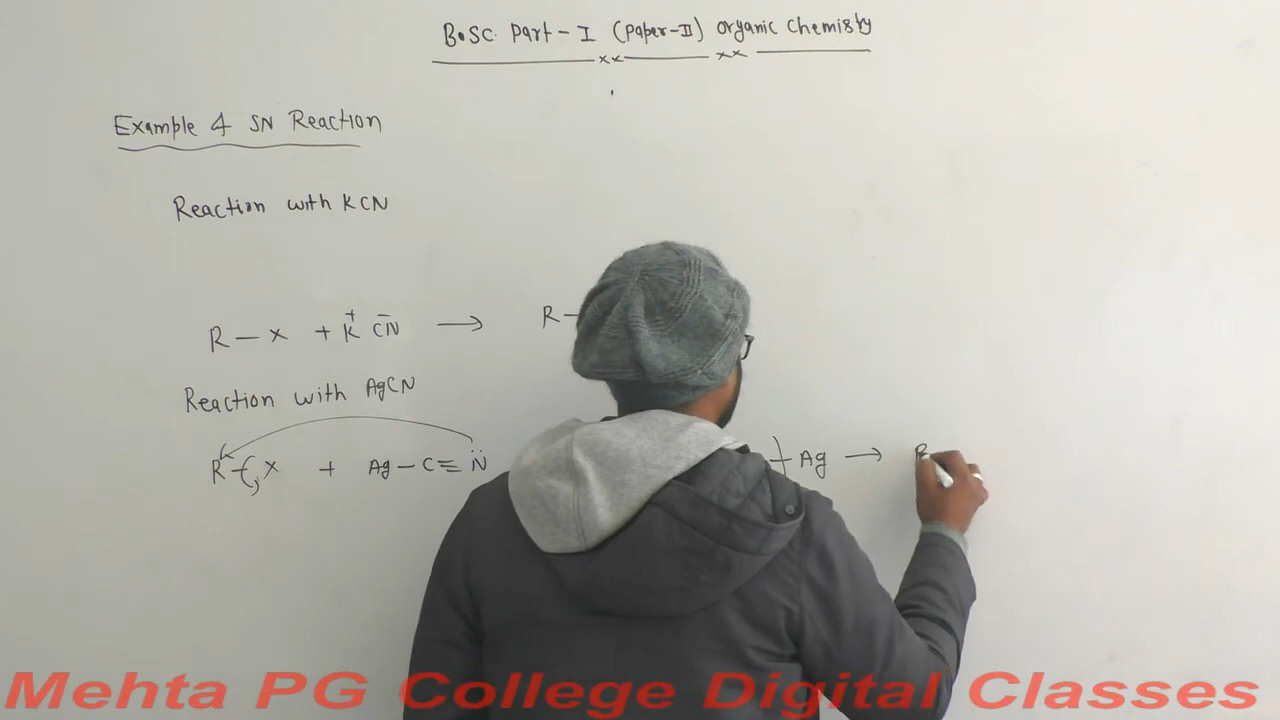 B.SC. Part - I (Paper-II) Organic Chemistry
Example 4 SN Reaction
Reaction with KCN
R — X + K⁺ C̄N → R —
Reaction with AgCN
R — X + Ag — C ≡ N̈ Ag → R
Mehta PG College Digital Classes